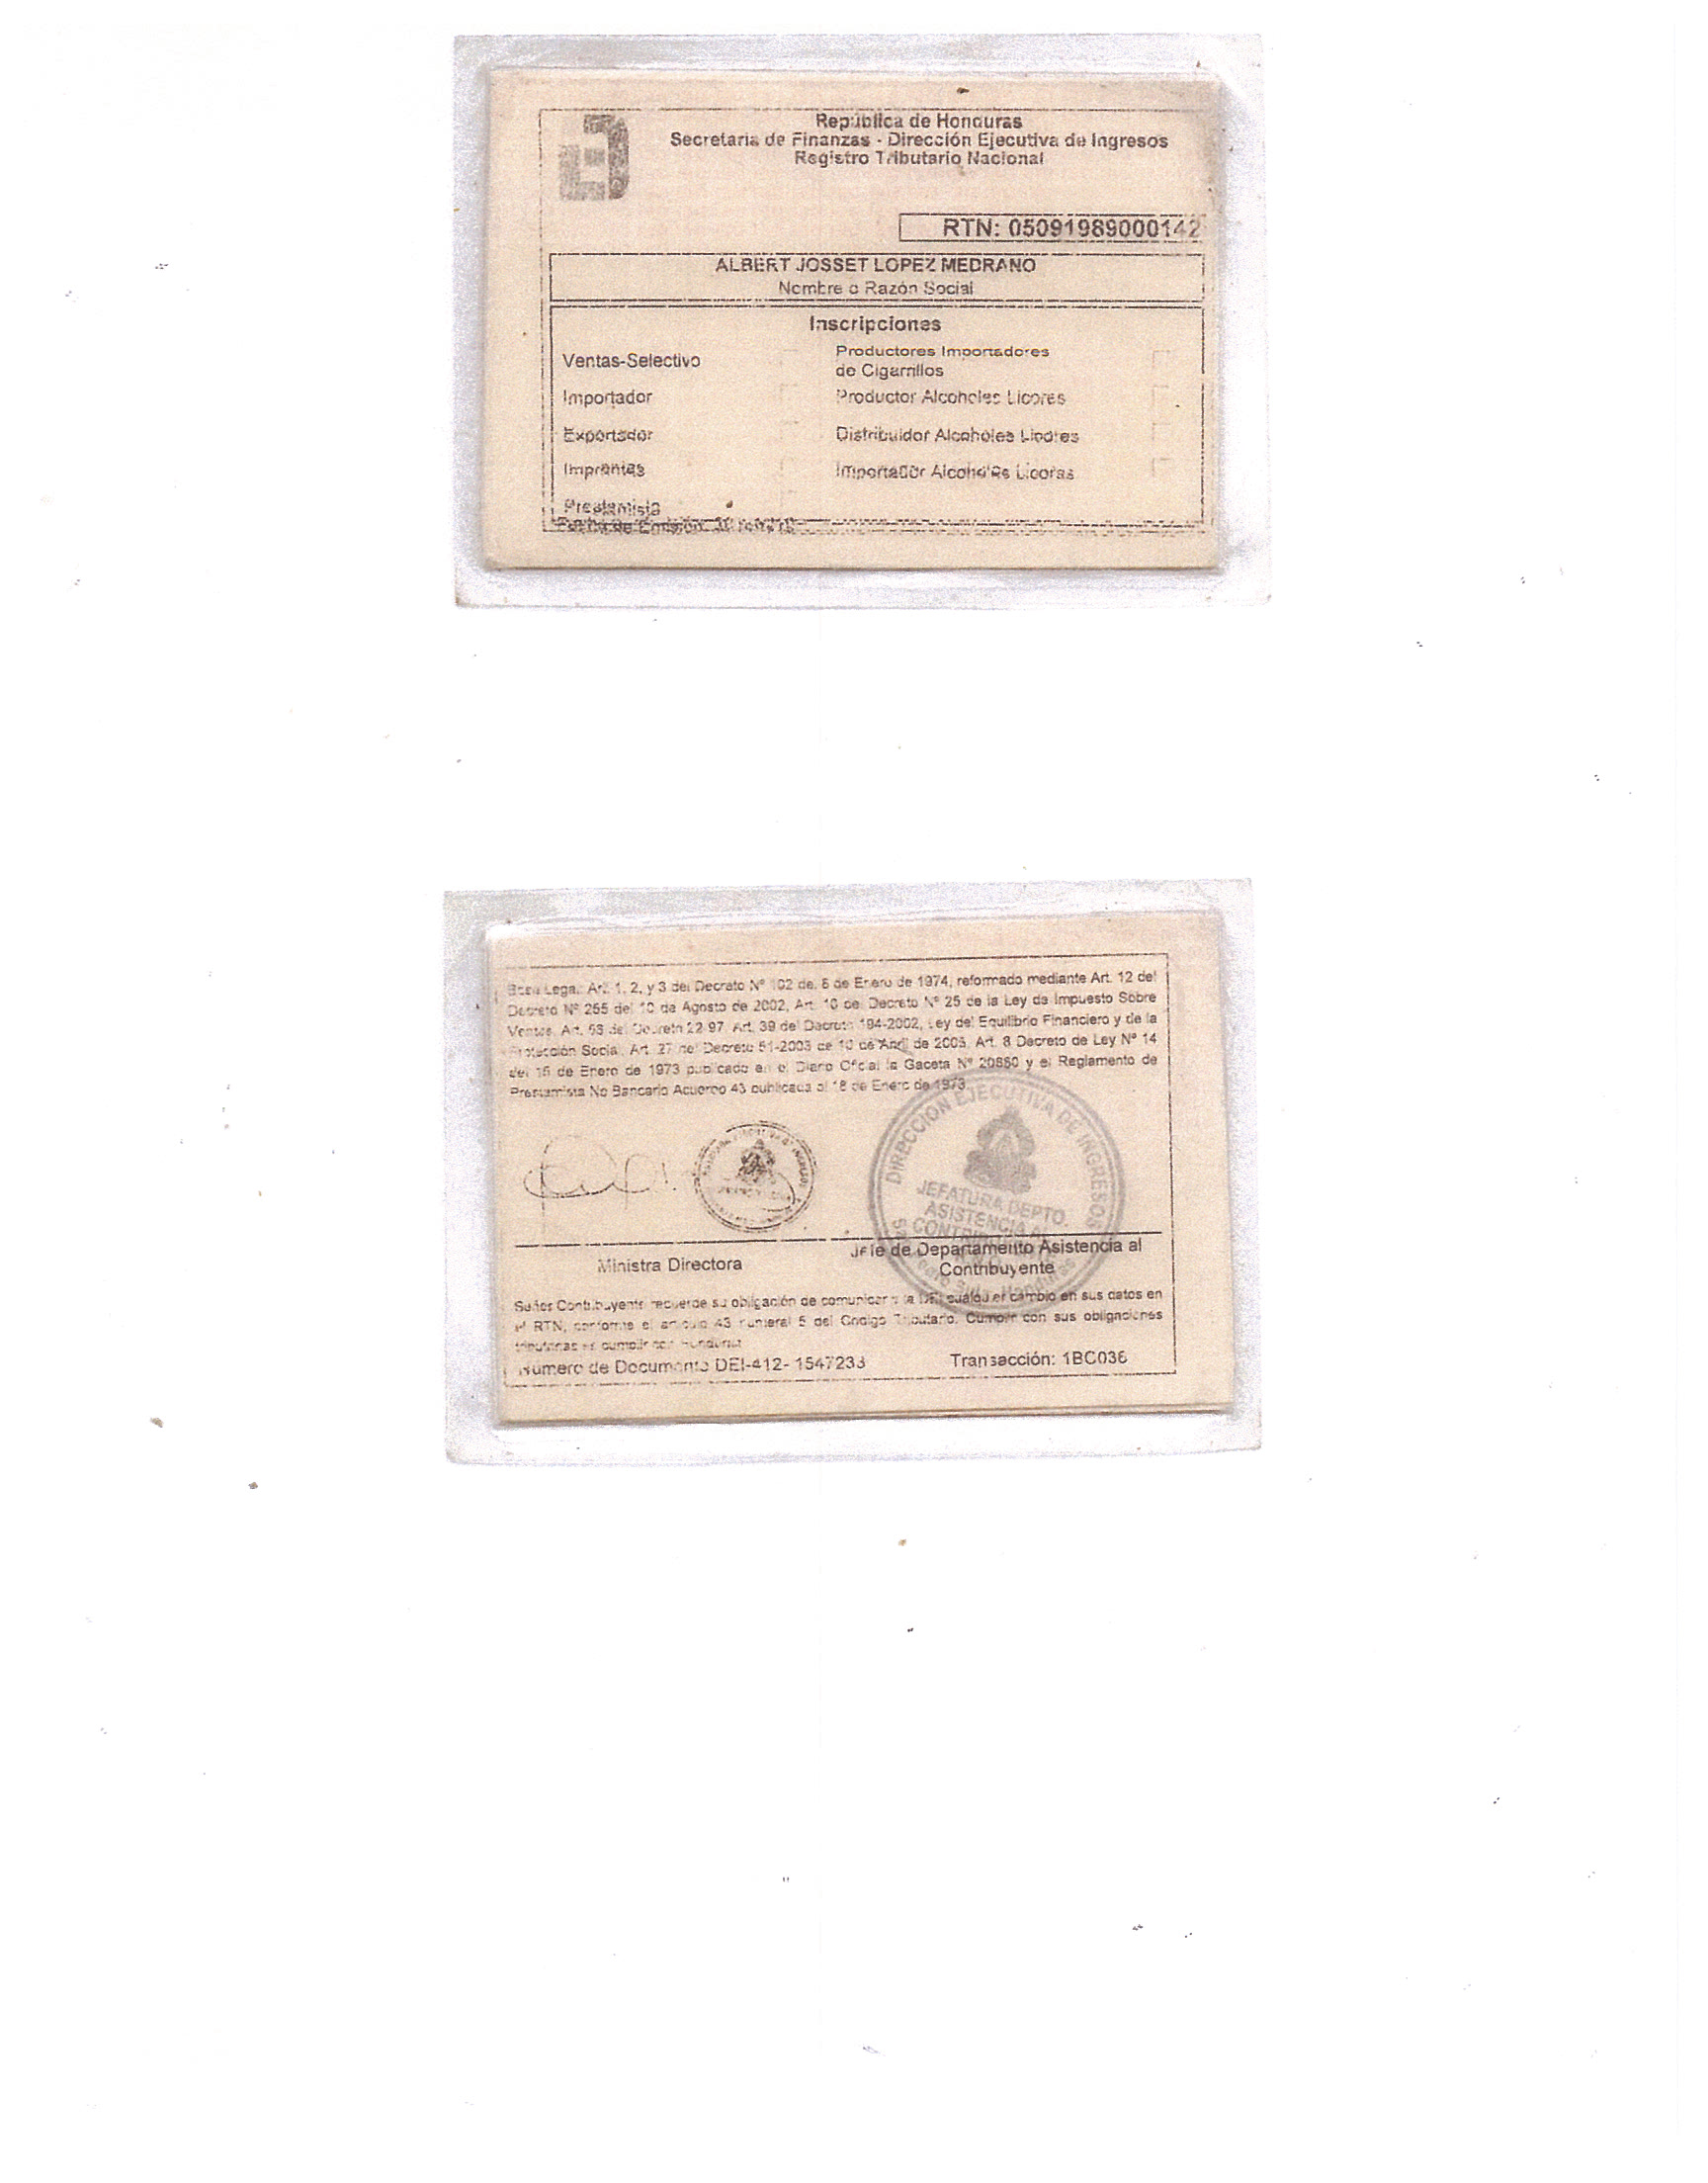 República de Honduras
Secretaria de Finanzas - Dirección Ejecutiva de Ingresos
Registro Tributario Nacional
RTN: 05091989000142
ALBERT JOSSET LOPEZ MEDRANO
Nombre o Razón Social
Inscripciones
Ventas-Selectivo
Productores Importadores
de Cigarrillos
Importador
Productor Alcoholes Licores
Exportador
Distribuidor Alcoholes Licores
Imprentas
Importador Alcoholes Licores
Prestamista
Fecha de Emisión:
Base Legal: Art. 1, 2, y 3 del Decreto Nº 102 del 8 de Enero de 1974, reformado mediante Art. 12 del
Decreto Nº 255 del 10 de Agosto de 2002, Art. 10 del Decreto Nº 25 de la Ley de Impuesto Sobre
Ventas, Art. 53 del Decreto 22-97, Art. 39 del Decreto 194-2002, Ley del Equilibrio Financiero y de la
Protección Social, Art. 27 del Decreto 51-2003 de 10 de Abril de 2003, Art. 8 Decreto de Ley Nº 14
del 15 de Enero de 1973 publicado en el Diario Oficial la Gaceta Nº 20880 y el Reglamento de
Prestamista No Bancario Acuerdo 43 publicada el 18 de Enero de 1973.
DIRECCION EJECUTIVA DE INGRESOS
JEFATURA DEPTO.
ASISTENCIA AL
CONTRIBUYENTE
San Pedro Sula, Honduras
Ministra Directora
Jefe de Departamento Asistencia al
Contribuyente
Señor Contribuyente recuerde su obligación de comunicar a la DEI cualquier cambio en sus datos en
el RTN, conforme el articulo 43 numeral 5 del Codigo Tributario. Cumplir con sus obligaciones
tributarias es cumplir con Honduras
Numero de Documento DEI-412- 1547233
Transacción: 1BC036